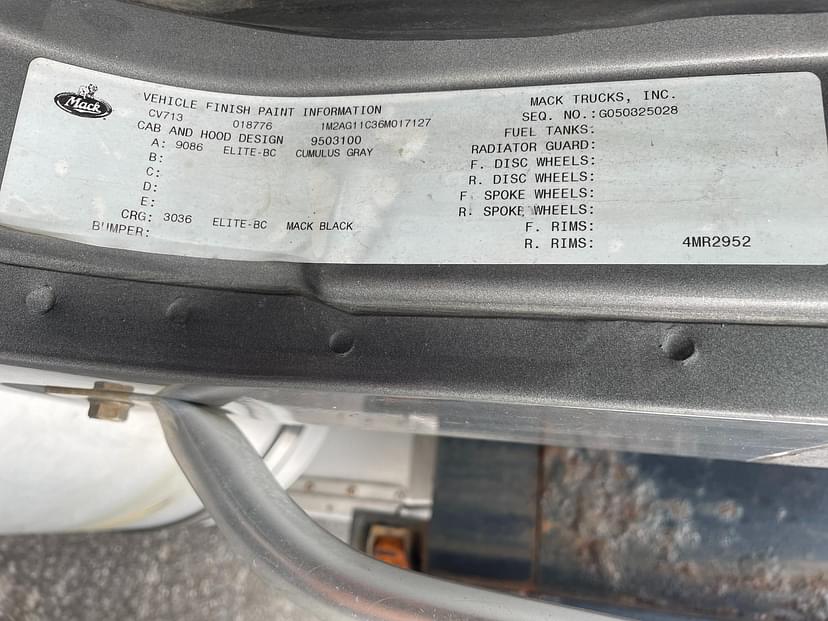 Mack
VEHICLE FINISH PAINT INFORMATION
CV713 018776 1M2AG11C36M017127
CAB AND HOOD DESIGN 9503100
A: 9086 ELITE-BC CUMULUS GRAY
B:
C:
D:
E:
CRG: 3036 ELITE-BC MACK BLACK
BUMPER:
MACK TRUCKS, INC.
SEQ. NO.:G050325028
FUEL TANKS:
RADIATOR GUARD:
F. DISC WHEELS:
R. DISC WHEELS:
F. SPOKE WHEELS:
R. SPOKE WHEELS:
F. RIMS:
R. RIMS:
4MR2952